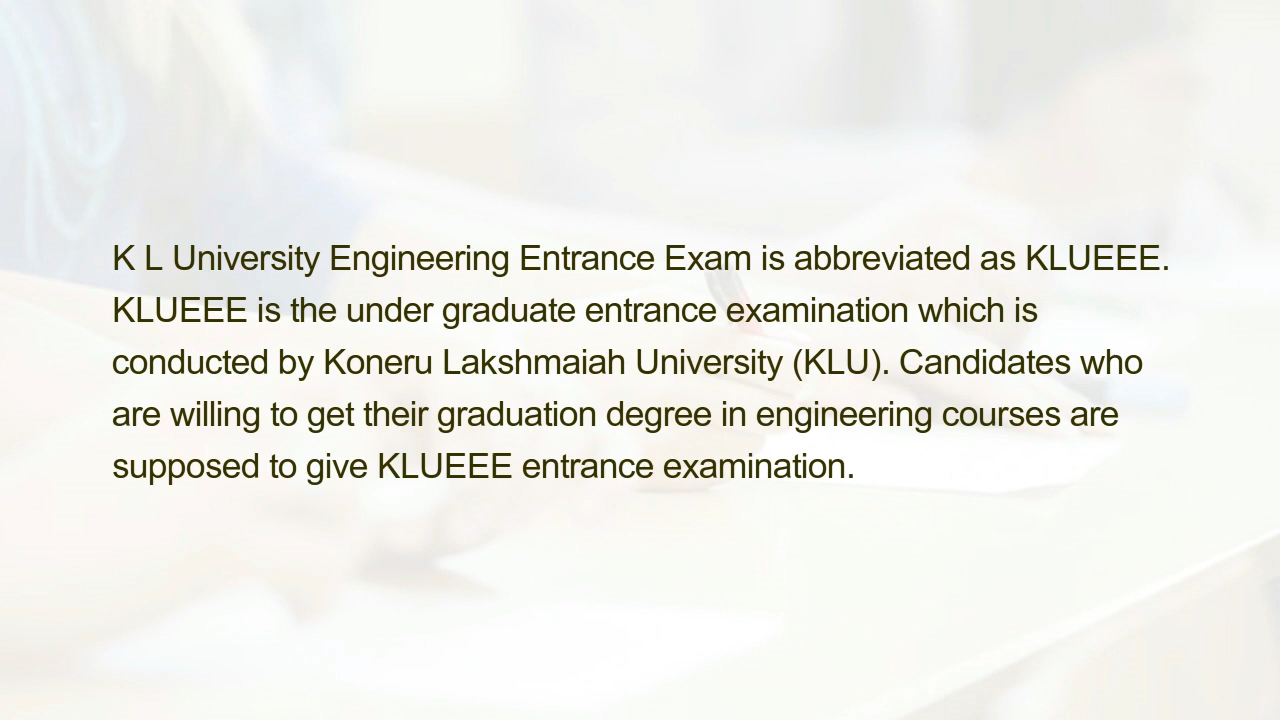 K L University Engineering Entrance Exam is abbreviated as KLUEEE.
KLUEEE is the under graduate entrance examination which is
conducted by Koneru Lakshmaiah University (KLU). Candidates who
are willing to get their graduation degree in engineering courses are
supposed to give KLUEEE entrance examination.